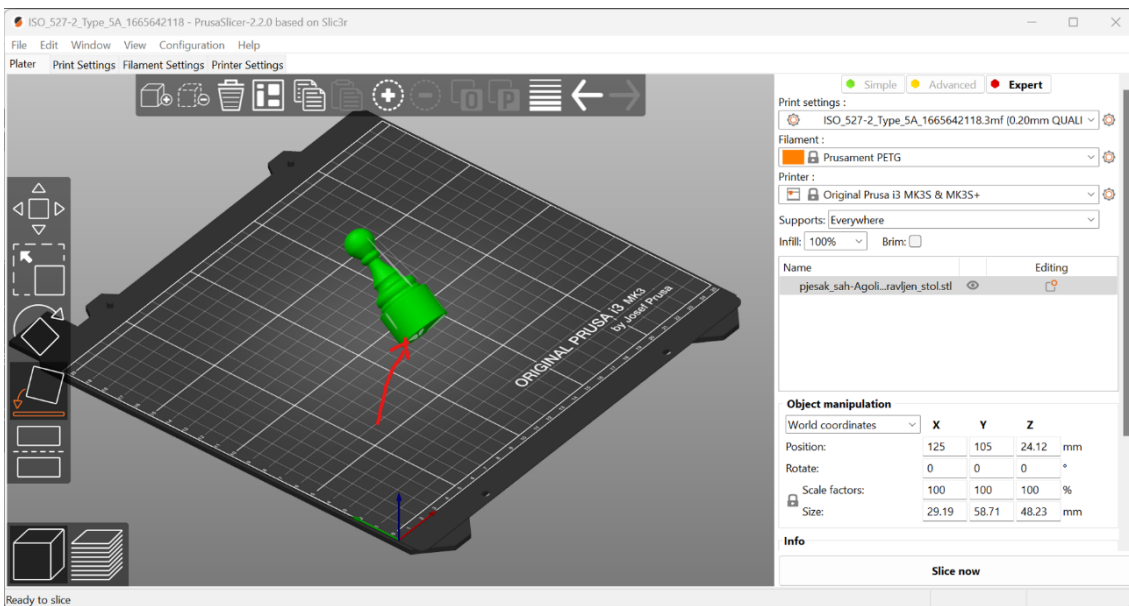 ISO_527-2_Type_5A_1665642118 - PrusaSlicer-2.2.0 based on Slic3r
File Edit Window View Configuration Help
Plater Print Settings Filament Settings Printer Settings
Simple Advanced Expert
Print settings :
ISO_527-2_Type_5A_1665642118.3mf (0.20mm QUALI
Filament :
Prusament PETG
Printer :
Original Prusa i3 MK3S & MK3S+
Supports: Everywhere
Infill: 100% Brim:
Name Editing
pjesak_sah-Agoli...ravljen_stol.stl
ORIGINAL PRUSA i3 MK3
by Josef Prusa
Object manipulation
World coordinates X Y Z
Position: 125 105 24.12 mm
Rotate: 0 0 0 °
Scale factors: 100 100 100 %
Size: 29.19 58.71 48.23 mm
Info
Slice now
Ready to slice